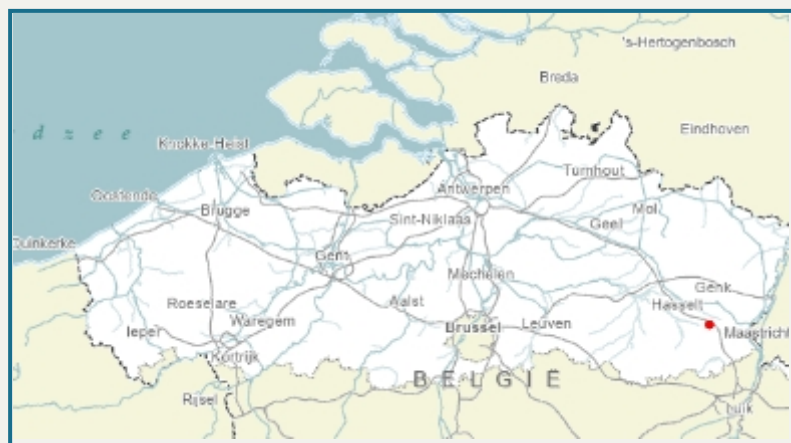 's-Hertogenbosch
Breda
Eindhoven
d z e e
Knokke-Heist
Turnhout
Antwerpen
Oostende
Mol
Brugge
Sint-Niklaas
Geel
Duinkerke
Gent
Mechelen
Genk
Roeselare
Aalst
Hasselt
Ieper
Waregem
Brussel
Leuven
Maastricht
Kortrijk
BELGIË
Rijsel
Luik